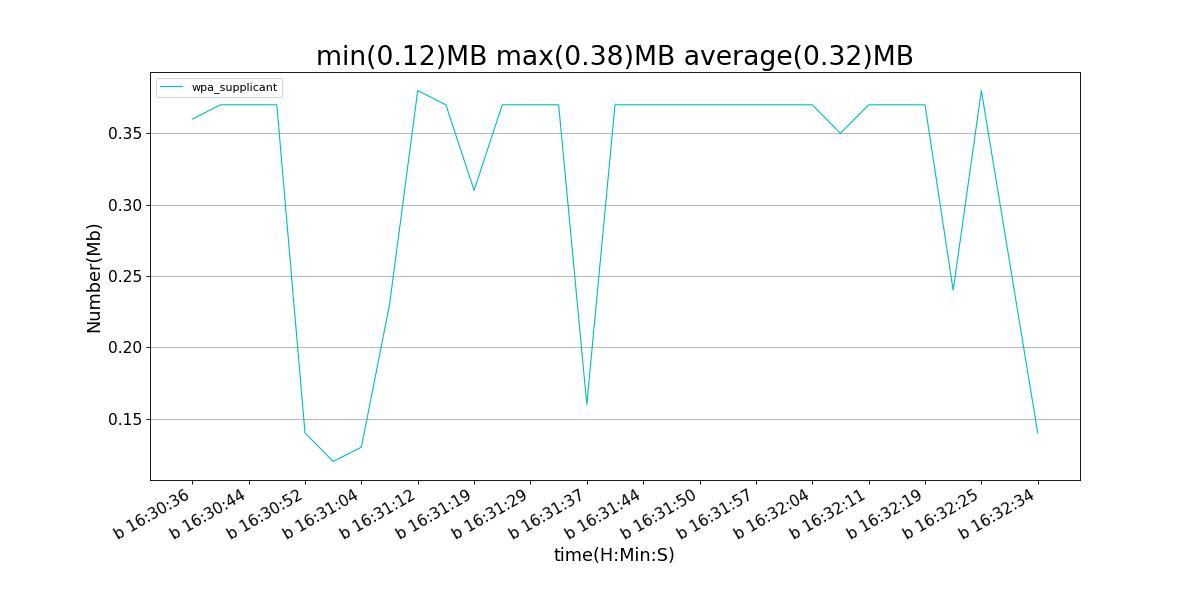 min(0.12)MB max(0.38)MB average(0.32)MB
wpa_supplicant
0.35
0.30
0.25
0.20
0.15
Number(Mb)
b 16:30:36
b 16:30:44
b 16:30:52
b 16:31:04
b 16:31:12
b 16:31:19
b 16:31:29
b 16:31:37
b 16:31:44
b 16:31:50
b 16:31:57
b 16:32:04
b 16:32:11
b 16:32:19
b 16:32:25
b 16:32:34
time(H:Min:S)